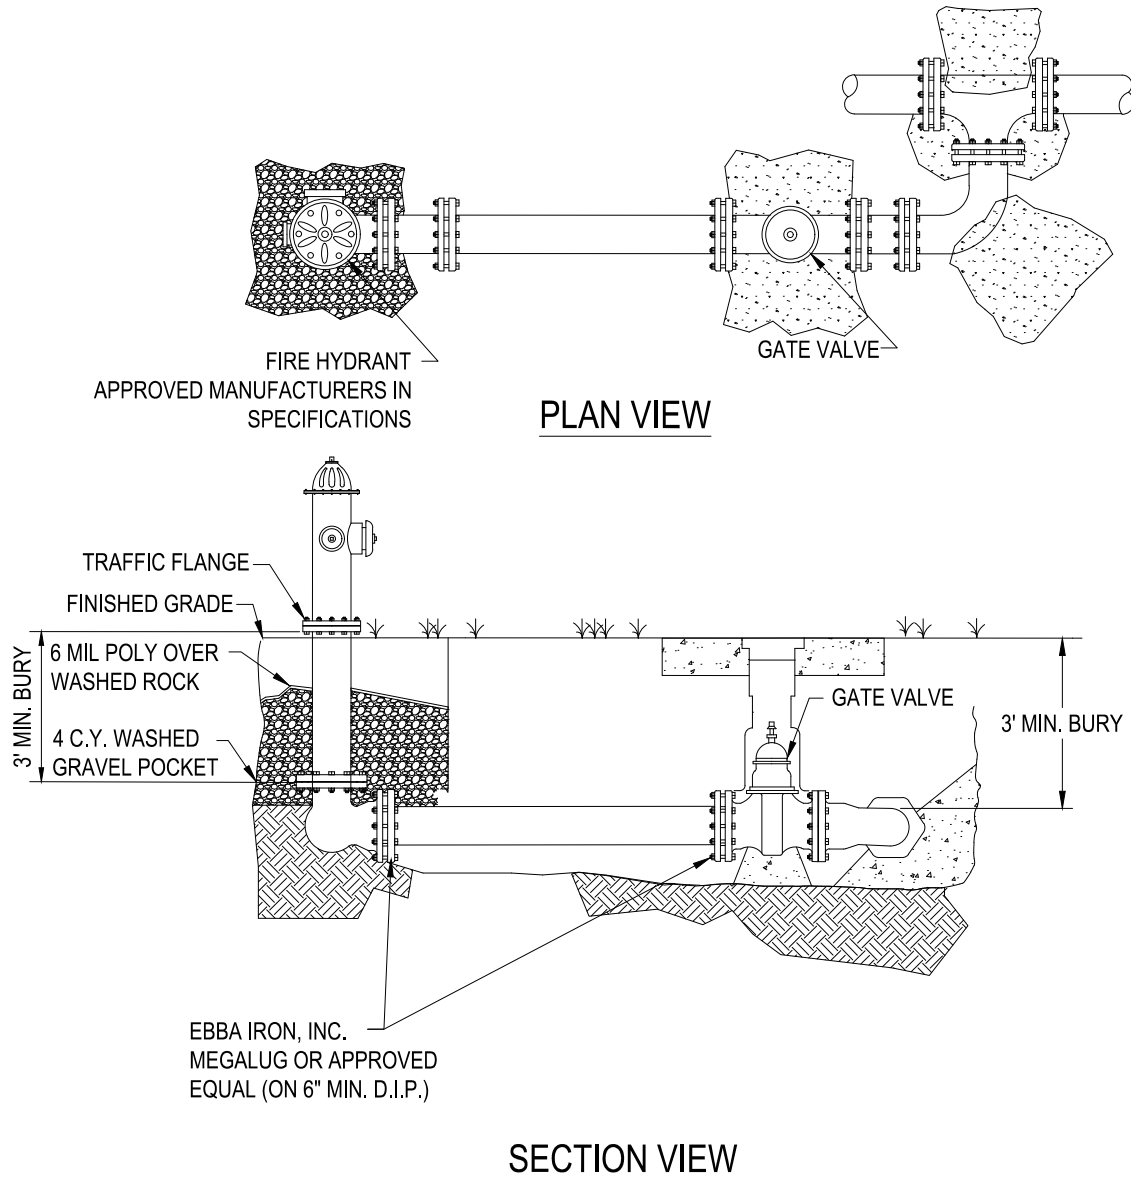 FIRE HYDRANT
APPROVED MANUFACTURERS IN
SPECIFICATIONS
GATE VALVE
PLAN VIEW
TRAFFIC FLANGE
FINISHED GRADE
3' MIN. BURY
6 MIL POLY OVER
WASHED ROCK
4 C.Y. WASHED
GRAVEL POCKET
GATE VALVE
3' MIN. BURY
EBBA IRON, INC.
MEGALUG OR APPROVED
EQUAL (ON 6" MIN. D.I.P.)
SECTION VIEW